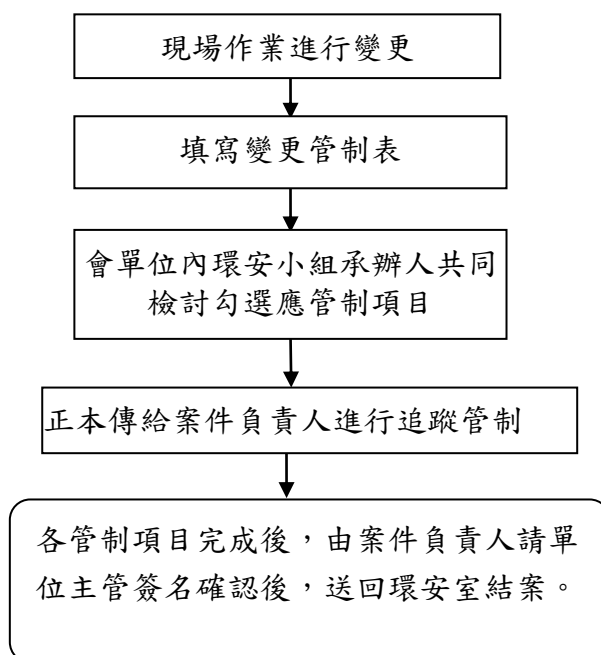 現場作業進行變更
填寫變更管制表
會單位內環安小組承辦人共同
檢討勾選應管制項目
正本傳給案件負責人進行追蹤管制
各管制項目完成後，由案件負責人請單
位主管簽名確認後，送回環安室結案。